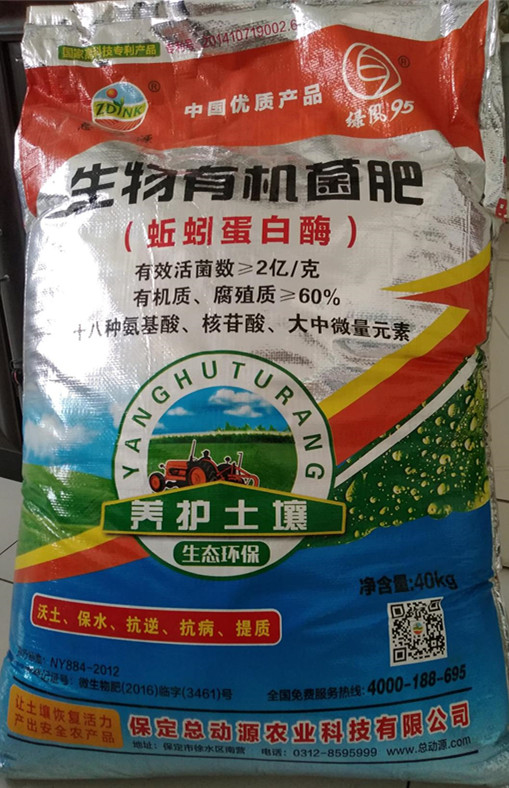 国家高科技专利产品
201410719002.6
ZDINK
®
中国优质产品
绿风95
®
生物有机菌肥
(蚯蚓蛋白酶)
有效活菌数≥2亿/克
有机质、腐殖质≥60%
十八种氨基酸、核苷酸、大中微量元素
YANGHUTURANG
养护土壤
生态环保
净含量:40kg
沃土、保水、抗逆、抗病、提质
NY884-2012
证号:微生物肥(2016)临字(3461)号
全国免费服务热线:4000-188-695
让土壤恢复活力
产出安全农产品
保定总动源农业科技有限公司
地址:保定市徐水区南营 电话:0312-8595999 www.总动源.com